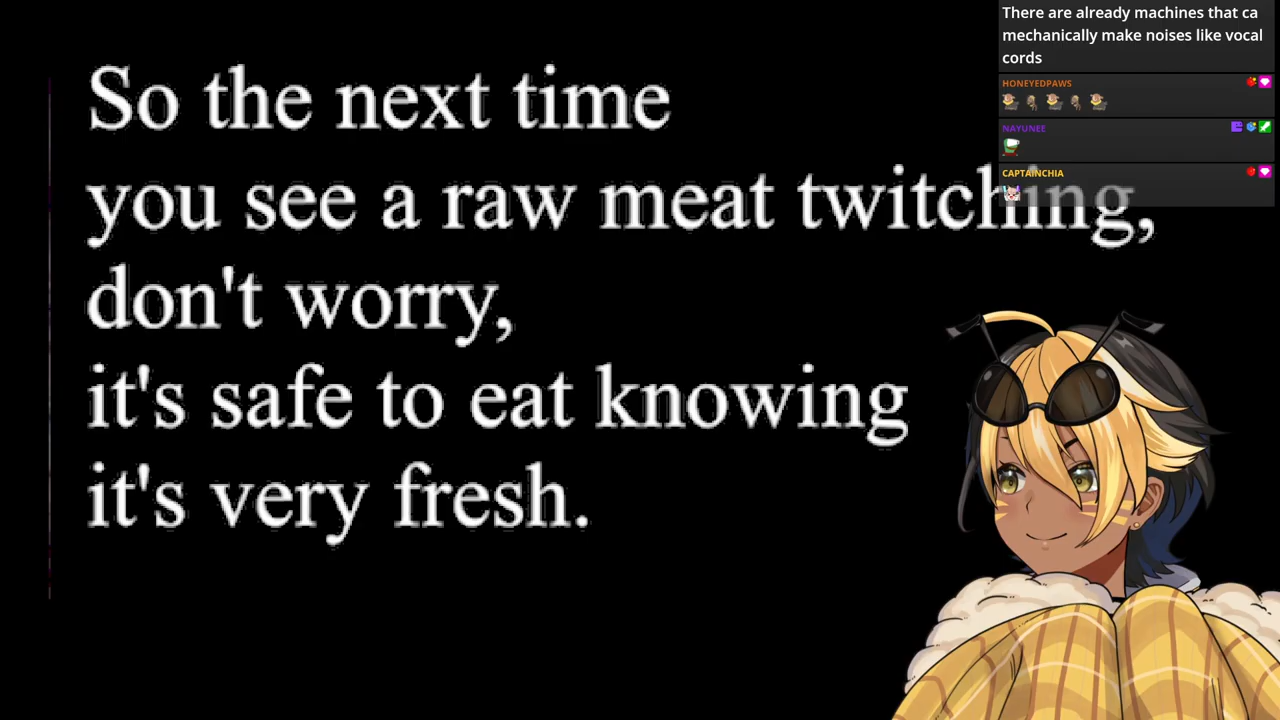 So the next time
you see a raw meat twitching,
don't worry,
it's safe to eat knowing
it's very fresh.
There are already machines that ca
mechanically make noises like vocal
cords
HONEYEDPAWS
NAYUNEE
CAPTAINCHIA